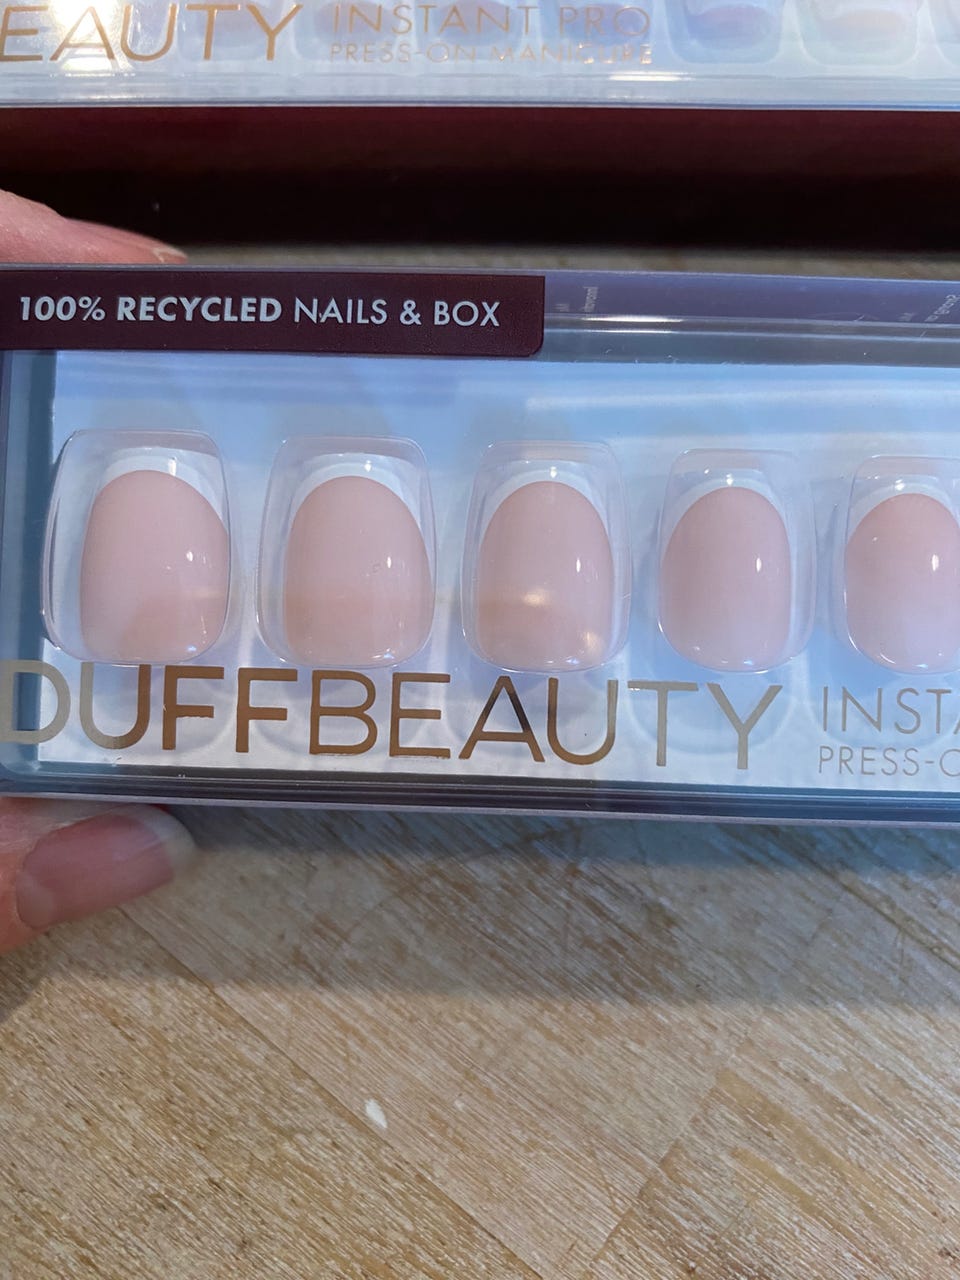 EAUTY INSTANT PRO
PRESS-ON MANICURE
100% RECYCLED NAILS & BOX
DUFFBEAUTY INSTA
PRESS-O